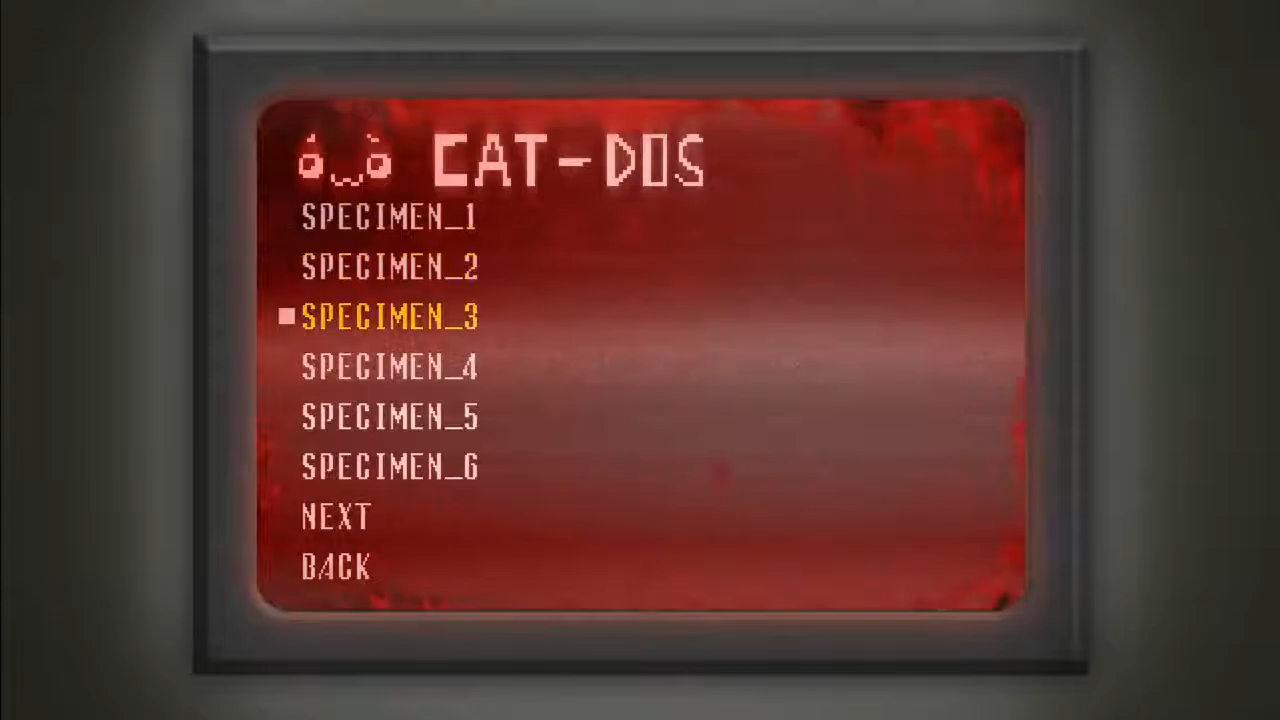 CAT-DOS
SPECIMEN_1
SPECIMEN_2
SPECIMEN_3
SPECIMEN_4
SPECIMEN_5
SPECIMEN_6
NEXT
BACK